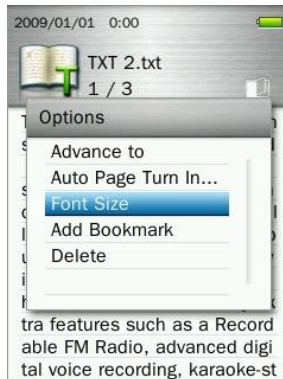 2009/01/01 0:00
TXT 2.txt
1 / 3
Options
Advance to
Auto Page Turn In...
Font Size
Add Bookmark
Delete
tra features such as a Record
able FM Radio, advanced digi
tal voice recording, karaoke-st